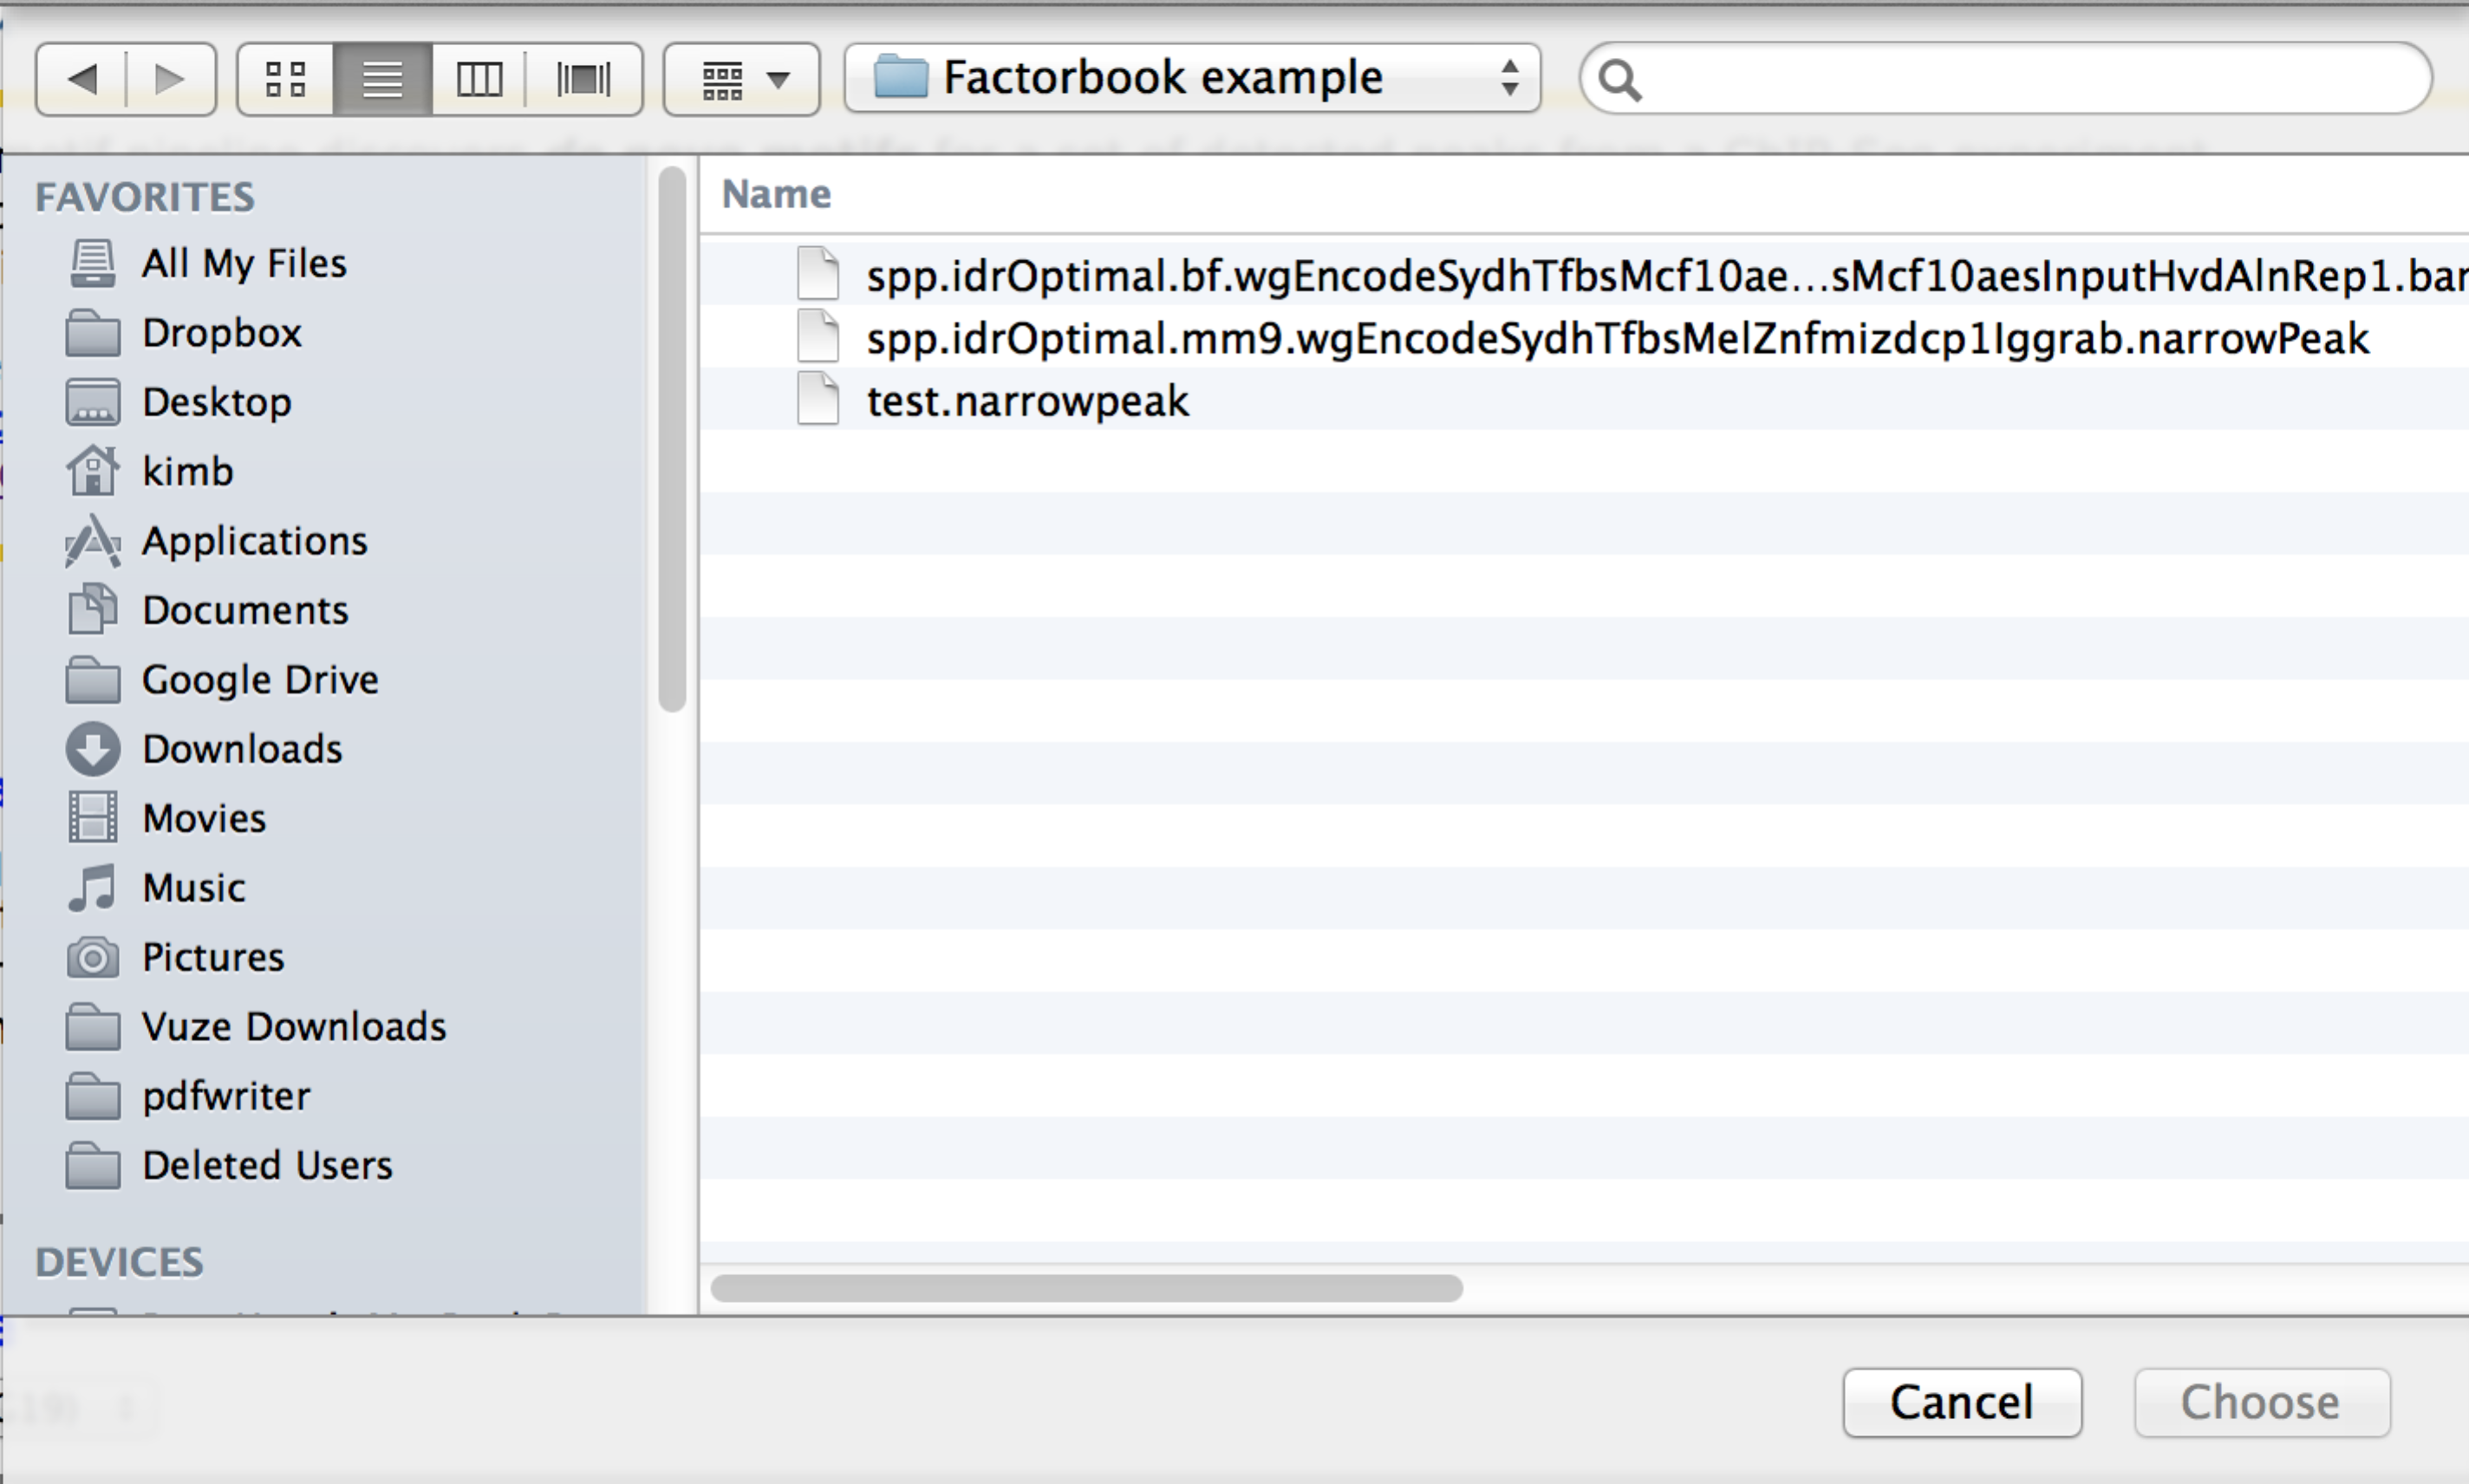 Factorbook example
FAVORITES
All My Files
Dropbox
Desktop
kimb
Applications
Documents
Google Drive
Downloads
Movies
Music
Pictures
Vuze Downloads
pdfwriter
Deleted Users
DEVICES
Name
spp.idrOptimal.bf.wgEncodeSydhTfbsMcf10ae...sMcf10aesInputHvdAlnRep1.bar
spp.idrOptimal.mm9.wgEncodeSydhTfbsMelZnfmizdcp1Iggrab.narrowPeak
test.narrowpeak
Cancel
Choose